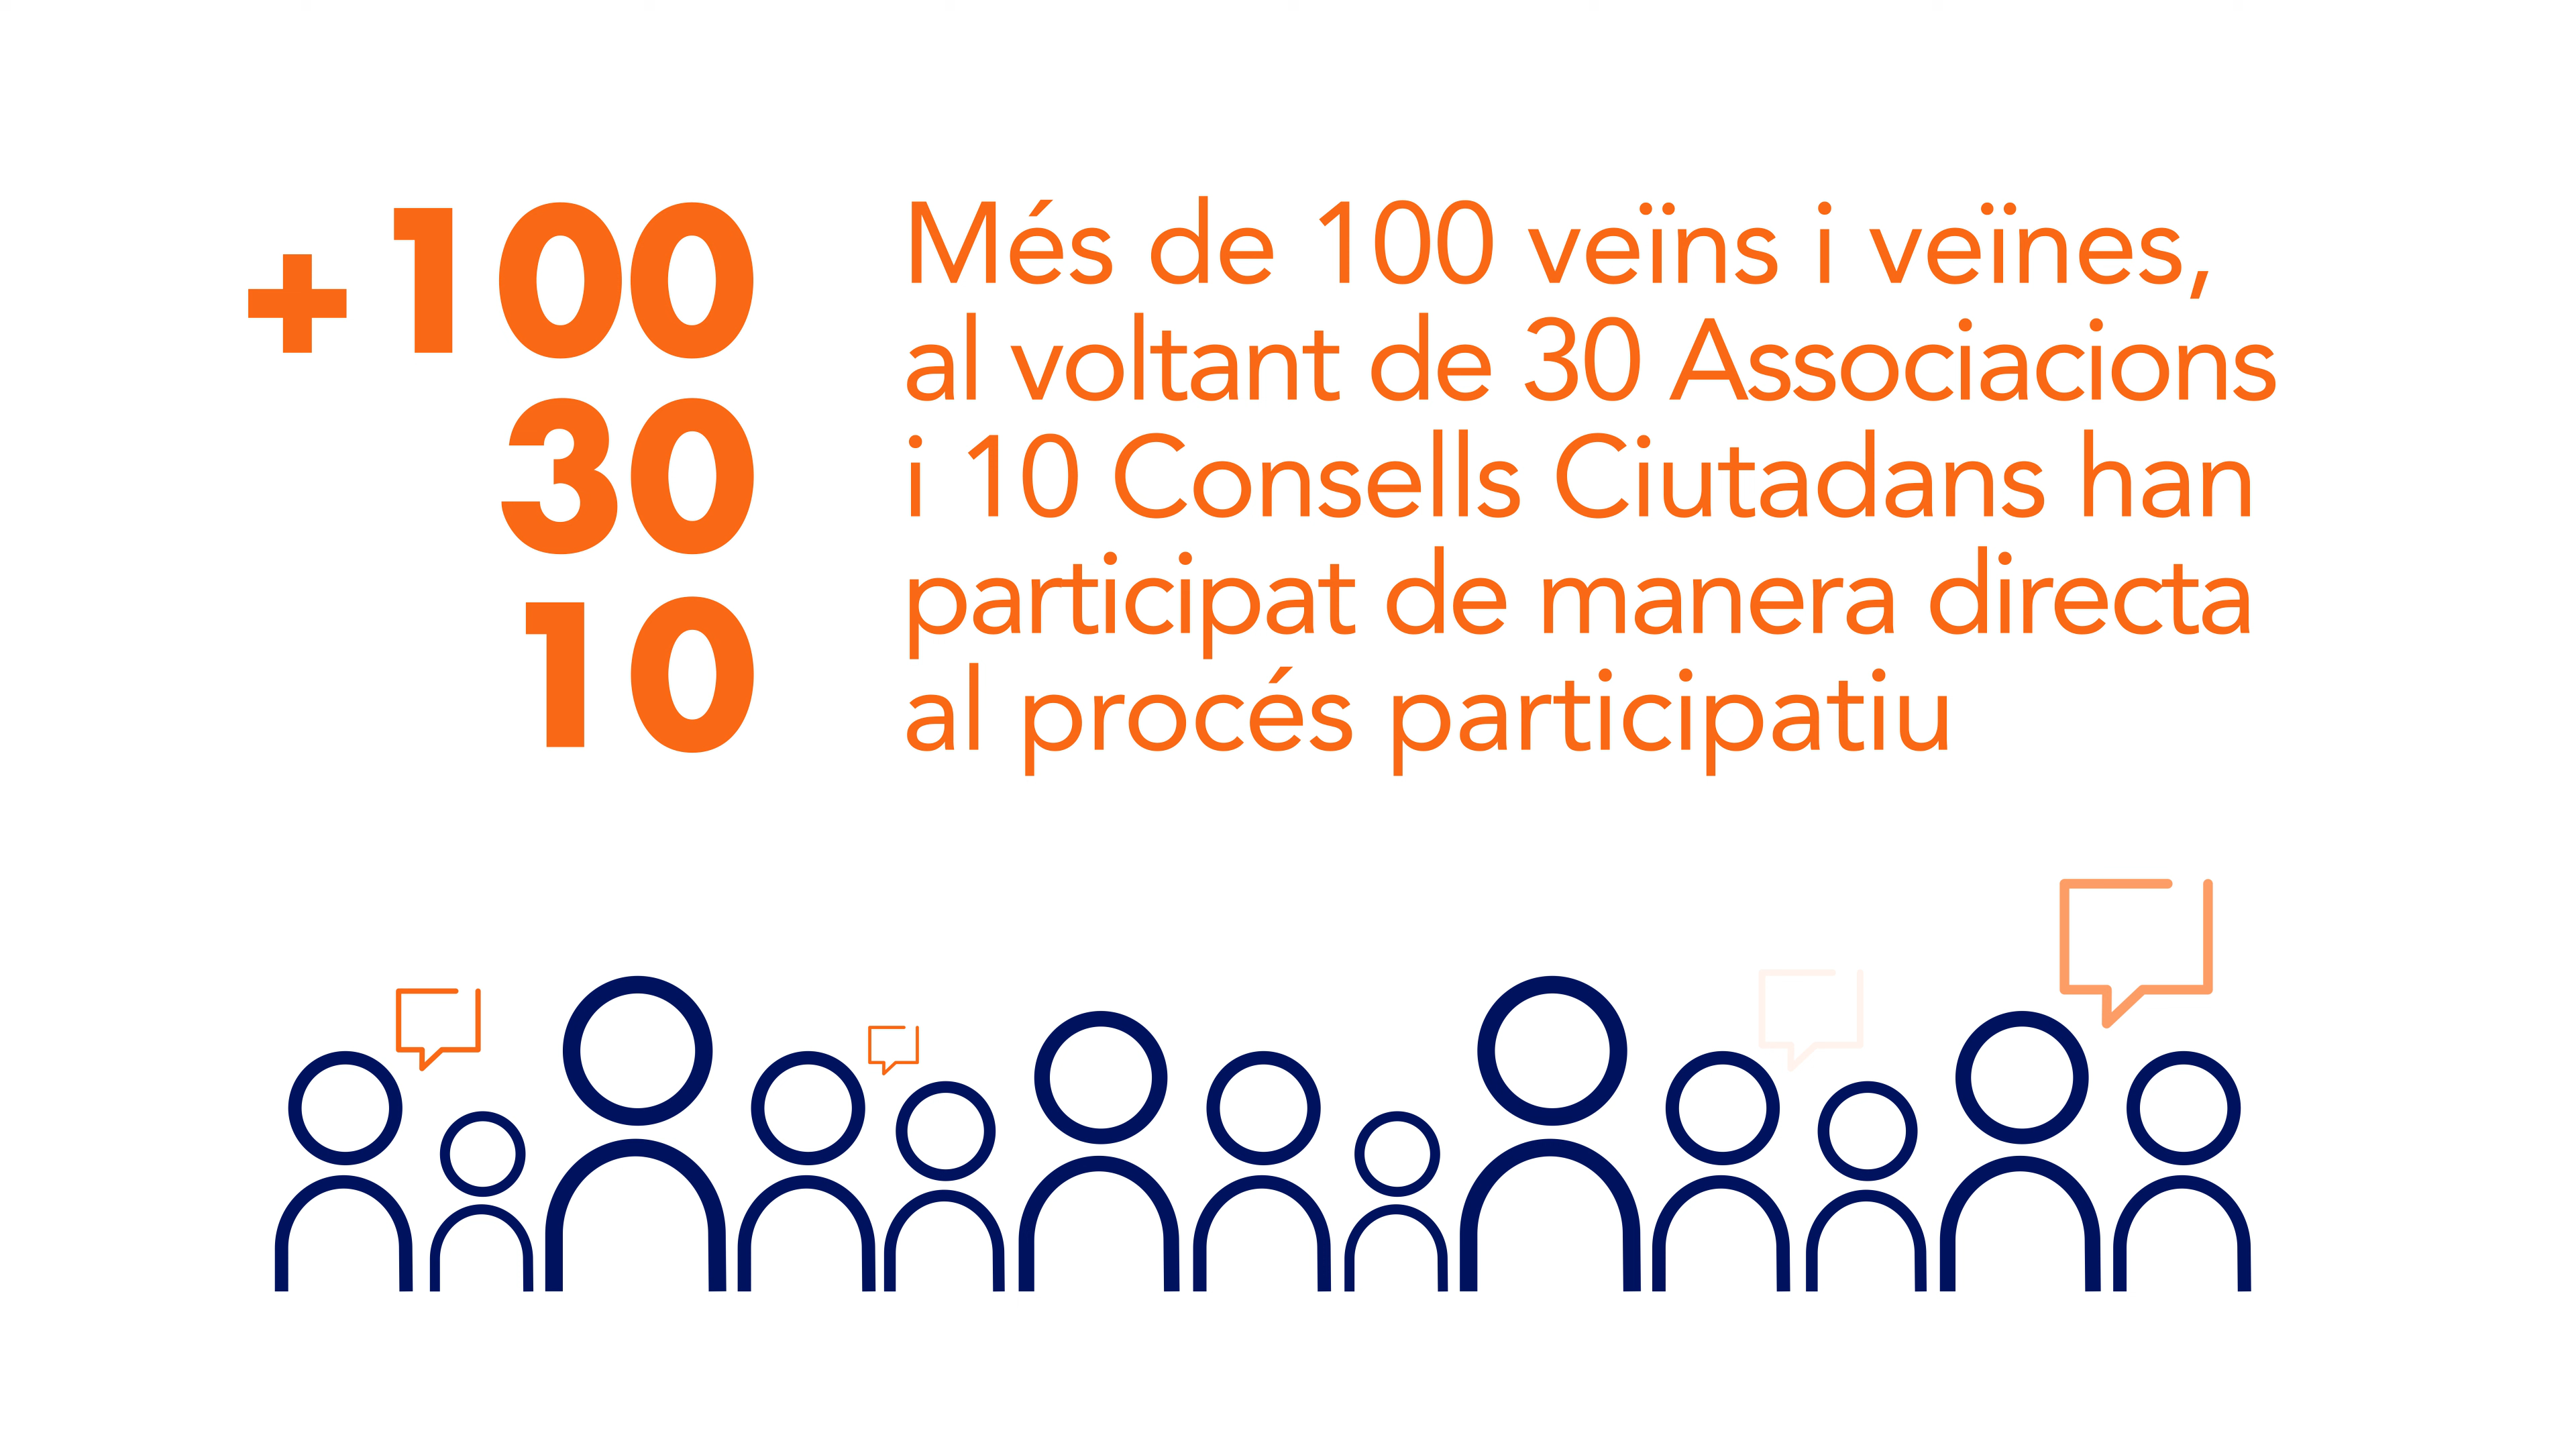 +100
30
10
Més de 100 veïns i veïnes,
al voltant de 30 Associacions
i 10 Consells Ciutadans han
participat de manera directa
al procés participatiu